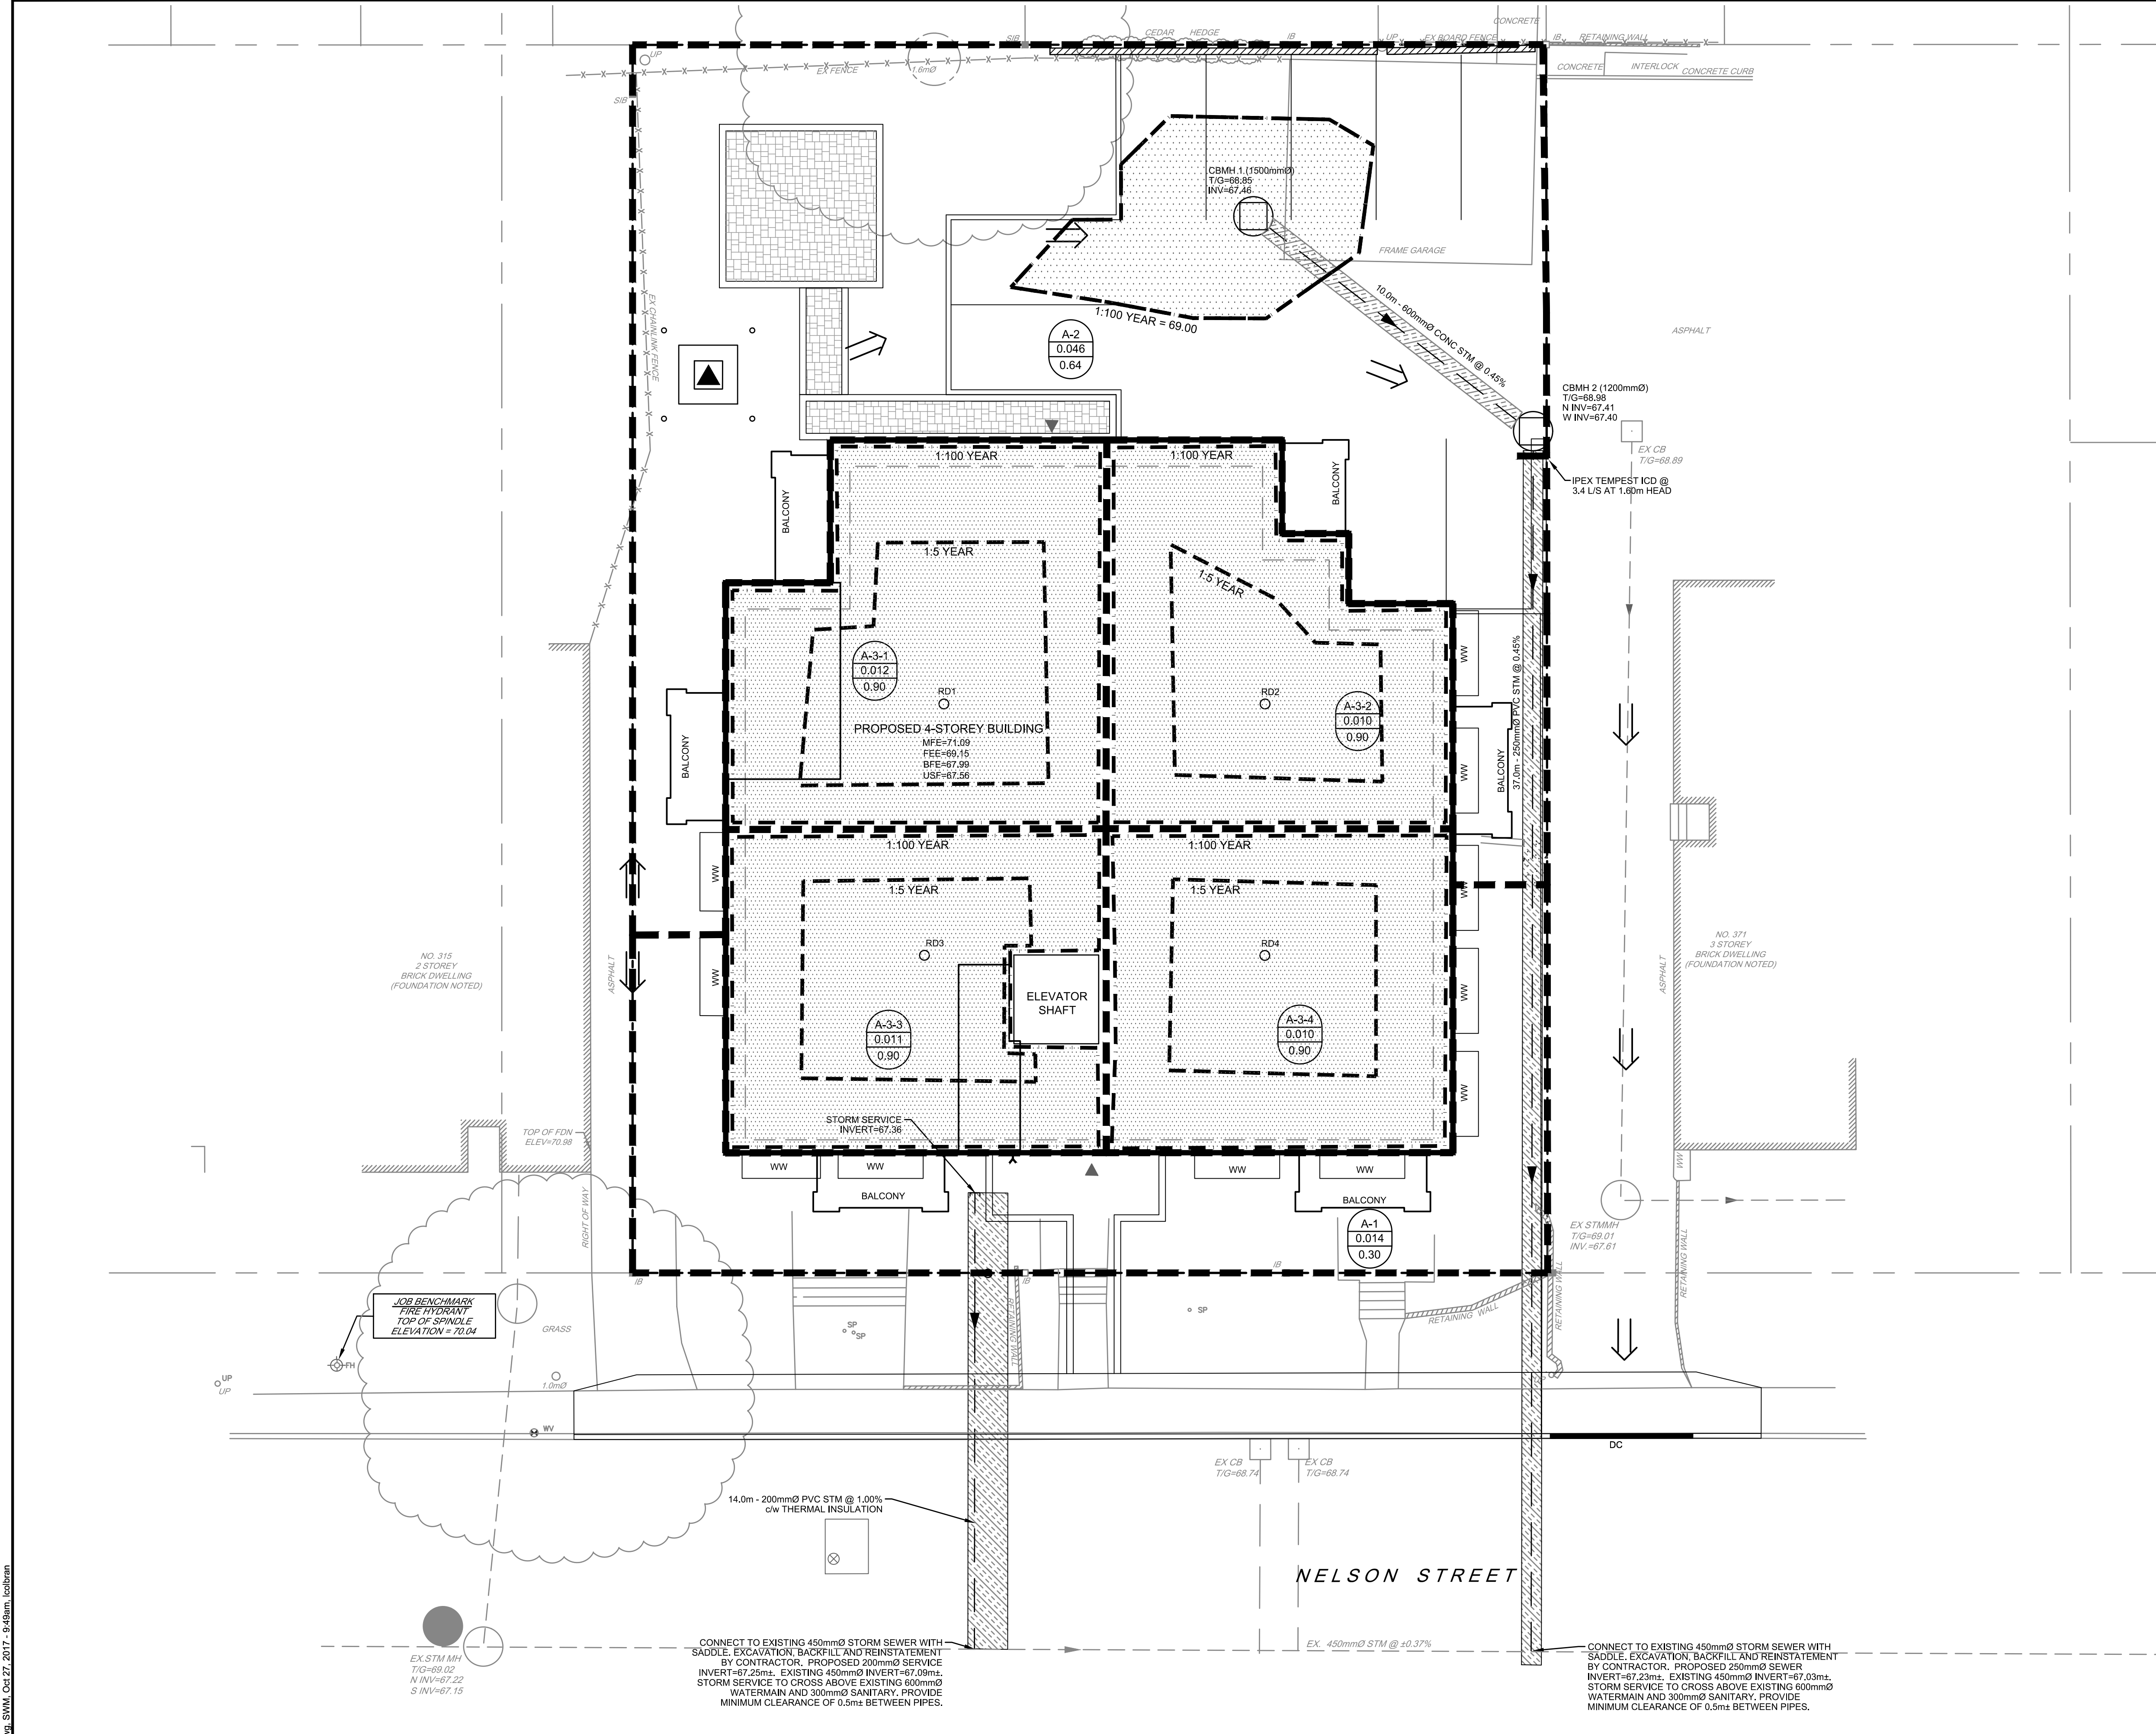 CONCRETE
SIB
CEDAR HEDGE
IB
UP
EX BOARD FENCE
IB
RETAINING WALL
UP
EX FENCE
1.6mØ
CONCRETE
INTERLOCK
CONCRETE CURB
SIB
CBMH 1 (1500mmØ)
T/G=68.85
INV=67.46
FRAME GARAGE
EX CHAINLINK FENCE
1:100 YEAR = 69.00
10.0m - 600mmØ CONC STM @ 0.45%
ASPHALT
A-2
0.046
0.64
CBMH 2 (1200mmØ)
T/G=68.98
N INV=67.41
W INV=67.40
EX CB
T/G=68.89
IPEX TEMPEST ICD @
3.4 L/S AT 1.60m HEAD
1:100 YEAR
1:100 YEAR
BALCONY
BALCONY
1:5 YEAR
1:5 YEAR
A-3-1
0.012
0.90
RD1
RD2
A-3-2
0.010
0.90
PROPOSED 4-STOREY BUILDING
MFE=71.09
FEE=69.15
BFE=67.99
USF=67.56
WW
WW
WW
BALCONY
BALCONY
37.0m - 250mmØ PVC STM @ 0.45%
1:100 YEAR
1:100 YEAR
1:5 YEAR
1:5 YEAR
WW
WW
WW
WW
WW
WW
RD3
RD4
NO. 315
2 STOREY
BRICK DWELLING
(FOUNDATION NOTED)
ASPHALT
NO. 371
3 STOREY
BRICK DWELLING
(FOUNDATION NOTED)
ASPHALT
ELEVATOR
SHAFT
A-3-3
0.011
0.90
A-3-4
0.010
0.90
STORM SERVICE
INVERT=67.36
TOP OF FDN
ELEV=70.98
WW
WW
WW
WW
WW
BALCONY
BALCONY
RIGHT OF WAY
A-1
0.014
0.30
EX STMMH
T/G=69.01
INV.=67.61
RETAINING WALL
RETAINING WALL
IB
IB
IB
JOB BENCHMARK
FIRE HYDRANT
TOP OF SPINDLE
ELEVATION = 70.04
GRASS
SP
SP
SP
RETAINING WALL
RETAINING WALL
FH
UP
UP
1.0mØ
WV
DC
EX CB
T/G=68.74
EX CB
T/G=68.74
14.0m - 200mmØ PVC STM @ 1.00%
c/w THERMAL INSULATION
NELSON STREET
EX. 450mmØ STM @ ±0.37%
EX.STM MH
T/G=69.02
N INV=67.22
S INV=67.15
CONNECT TO EXISTING 450mmØ STORM SEWER WITH
SADDLE. EXCAVATION, BACKFILL AND REINSTATEMENT
BY CONTRACTOR. PROPOSED 200mmØ SERVICE
INVERT=67.25m±. EXISTING 450mmØ INVERT=67.09m±.
STORM SERVICE TO CROSS ABOVE EXISTING 600mmØ
WATERMAIN AND 300mmØ SANITARY. PROVIDE
MINIMUM CLEARANCE OF 0.5m± BETWEEN PIPES.
CONNECT TO EXISTING 450mmØ STORM SEWER WITH
SADDLE. EXCAVATION, BACKFILL AND REINSTATEMENT
BY CONTRACTOR. PROPOSED 250mmØ SEWER
INVERT=67.23m±. EXISTING 450mmØ INVERT=67.03m±.
STORM SERVICE TO CROSS ABOVE EXISTING 600mmØ
WATERMAIN AND 300mmØ SANITARY. PROVIDE
MINIMUM CLEARANCE OF 0.5m± BETWEEN PIPES.
SWM, Oct 27, 2017 - 9:49am, lcolbran